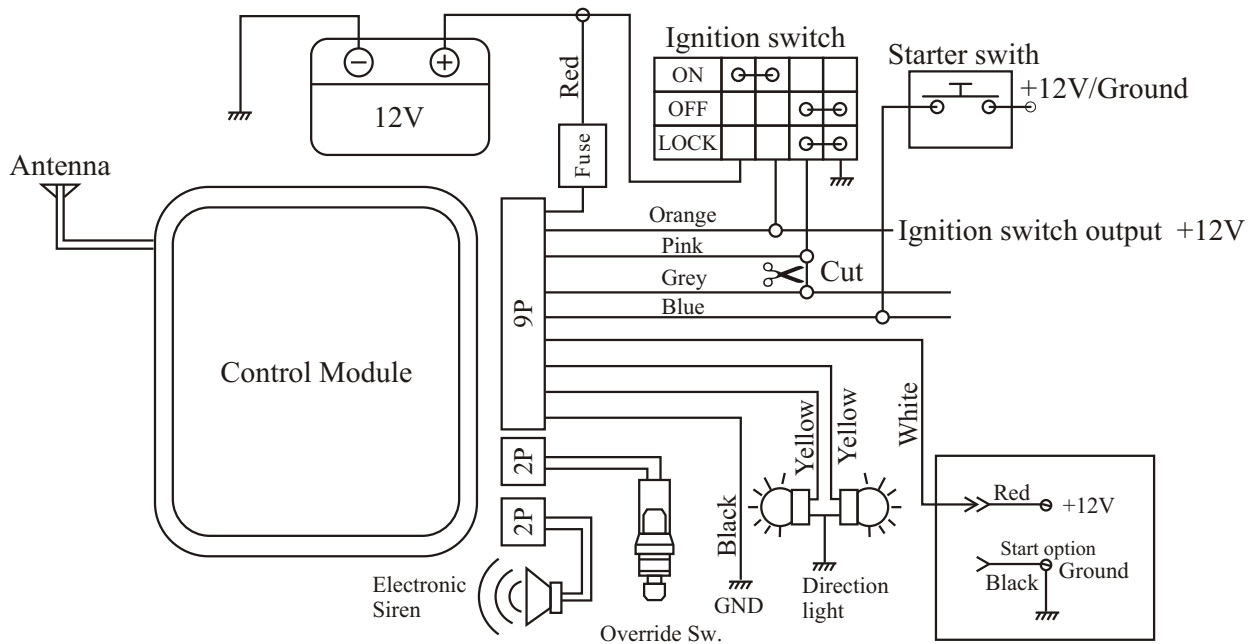 Ignition switch
ON
OFF
LOCK
Starter swith
+12V/Ground
12V
Red
Fuse
Antenna
Control Module
9P
2P
2P
Orange
Ignition switch output +12V
Pink
Cut
Grey
Blue
Yellow
Yellow
White
Black
GND
Direction
light
Electronic
Siren
Override Sw.
Red
+12V
Start option
Black
Ground